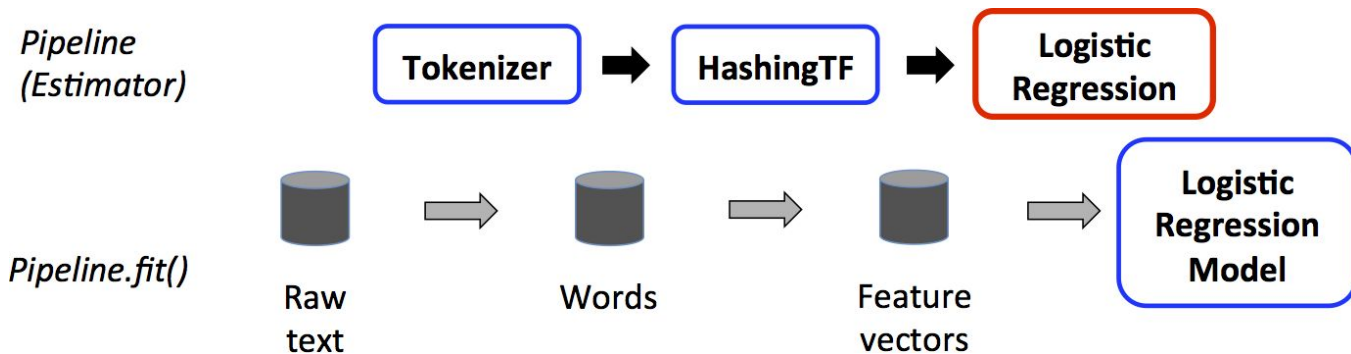 Pipeline
(Estimator)
Tokenizer
HashingTF
Logistic
Regression
Pipeline.fit()
Raw
text
Words
Feature
vectors
Logistic
Regression
Model